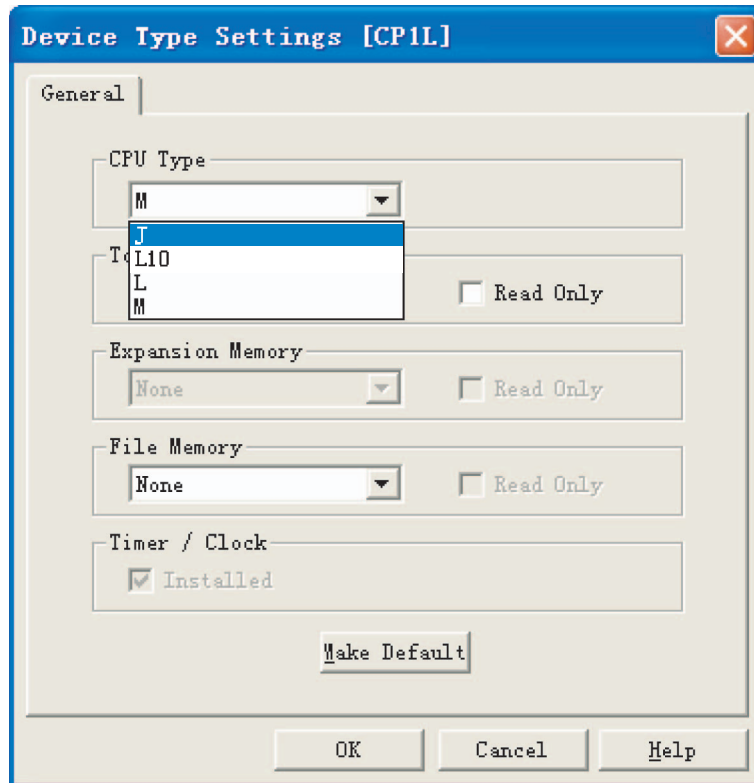 Device Type Settings [CP1L]
General
CPU Type
M
J
L10
L
M
Read Only
Expansion Memory
None
Read Only
File Memory
None
Read Only
Timer / Clock
Installed
Make Default
OK
Cancel
Help